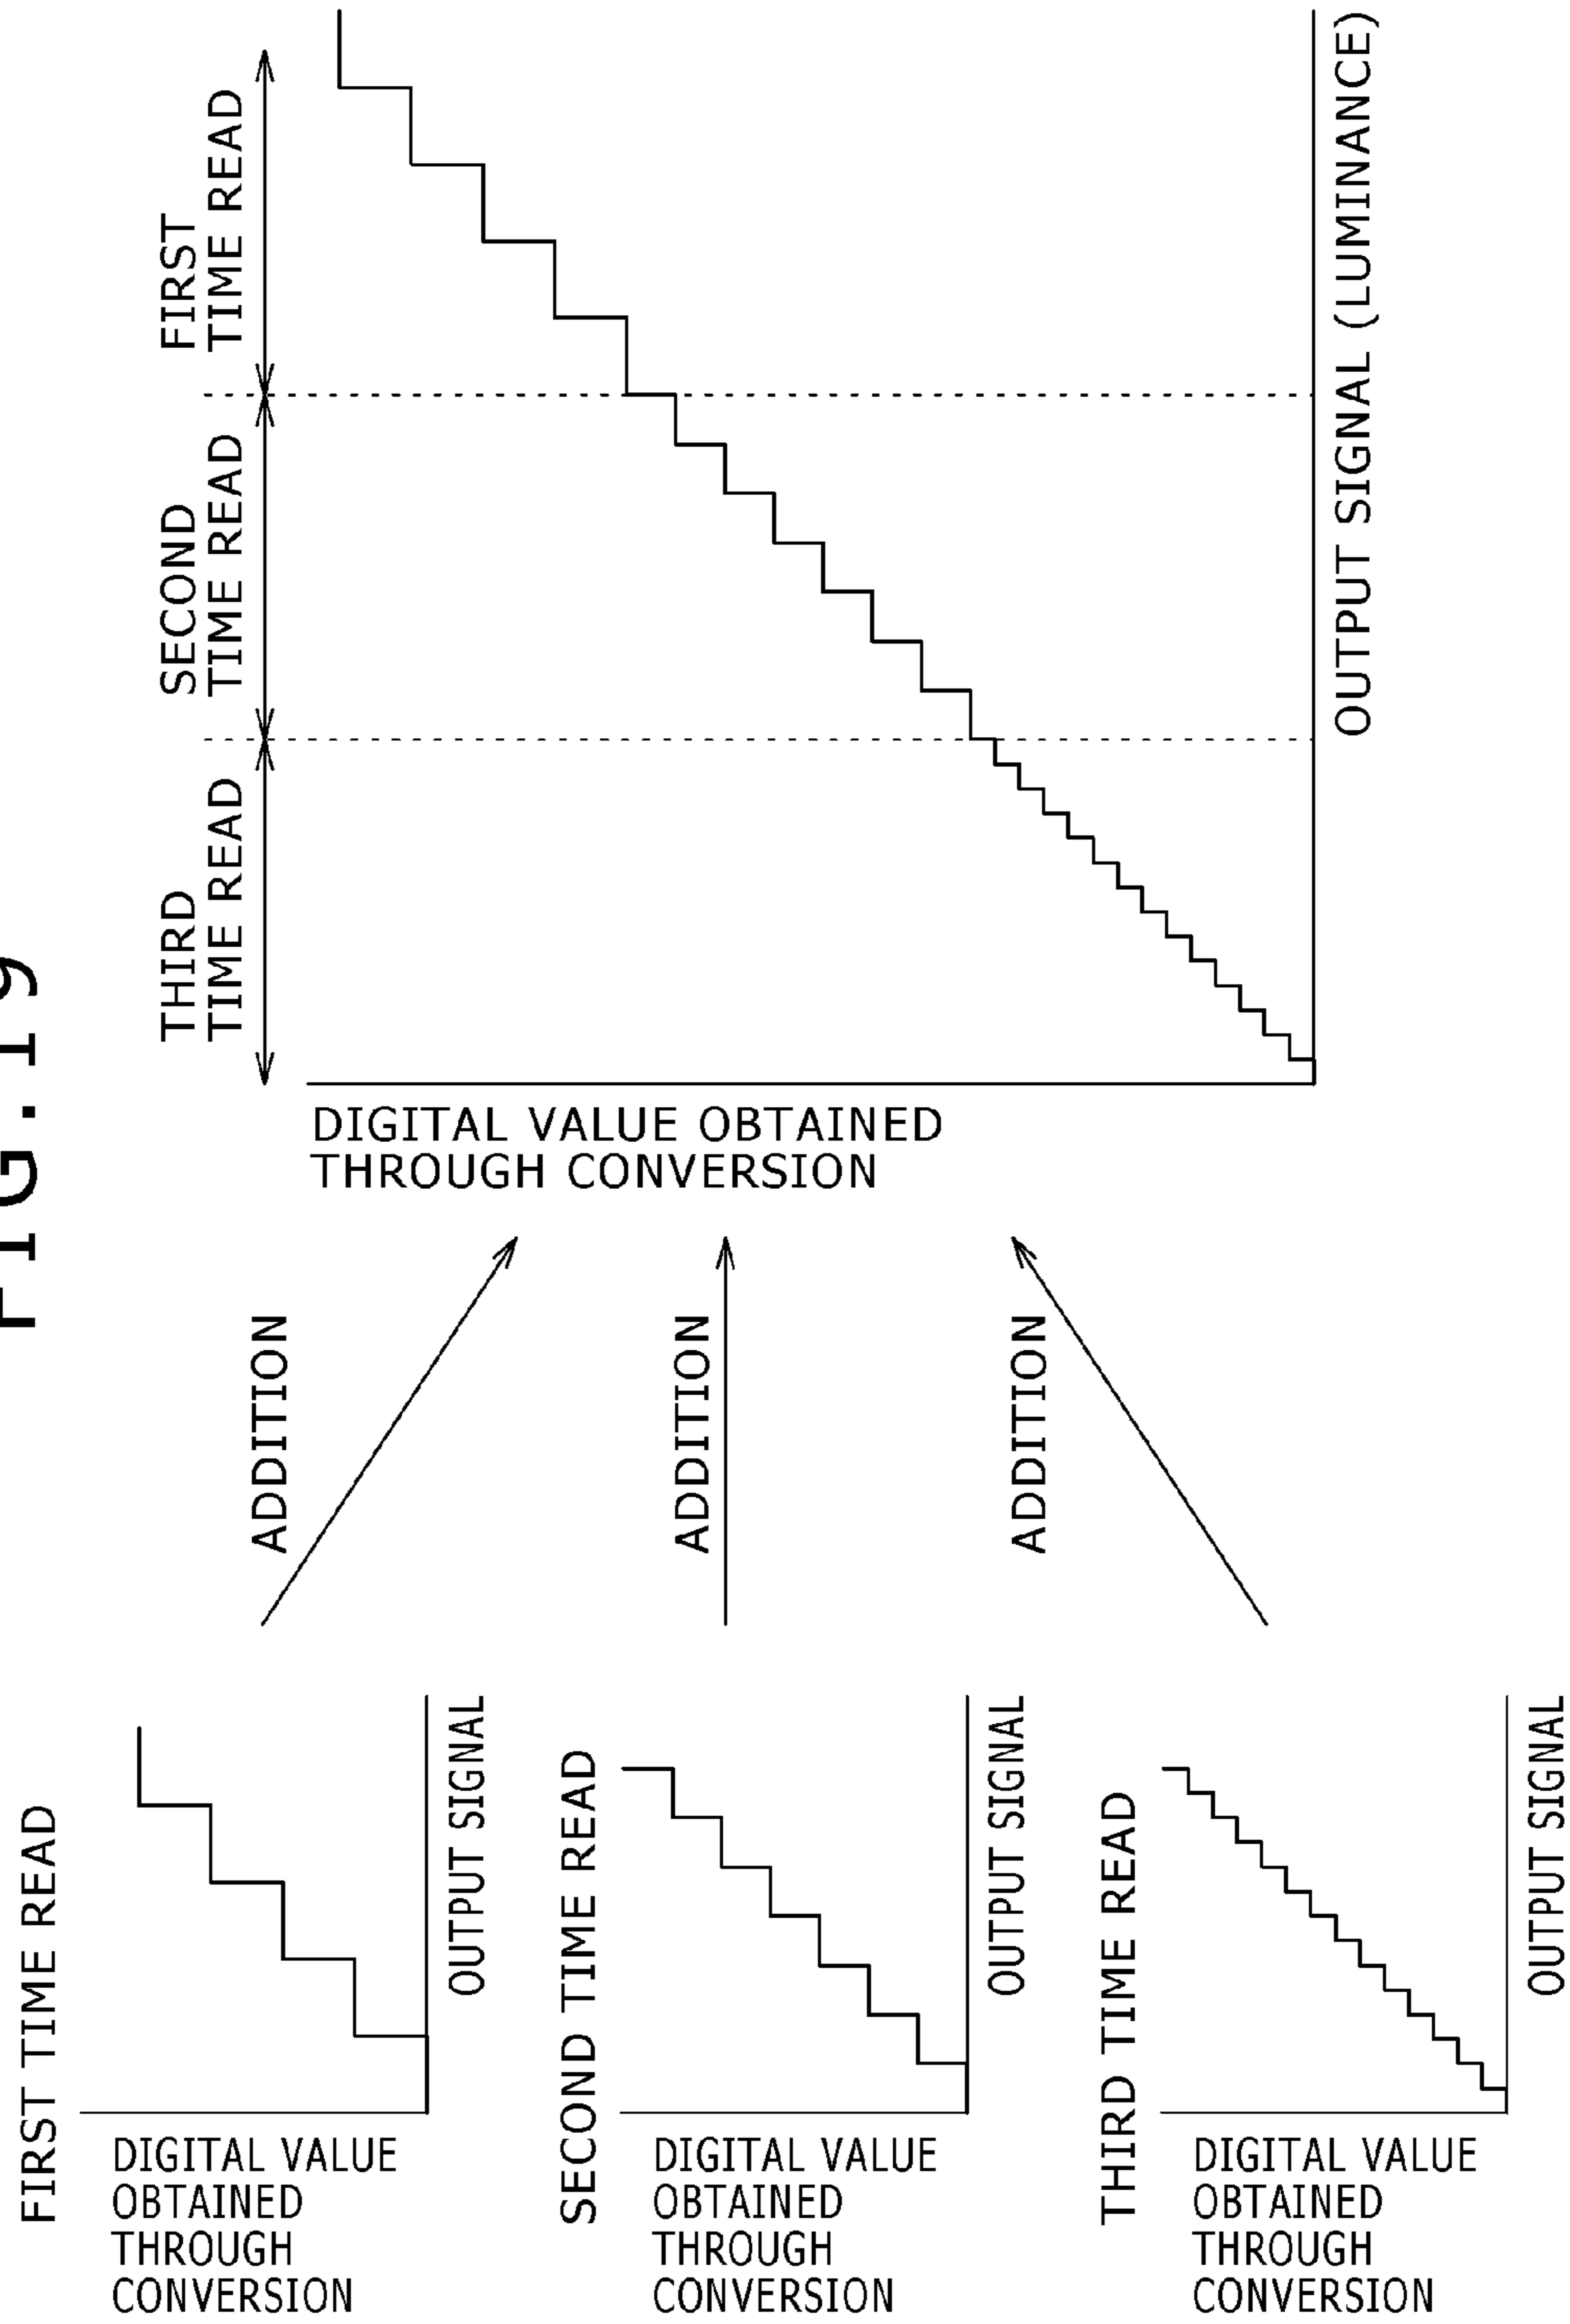 FIG.19
FIRST TIME READ
DIGITAL VALUE
OBTAINED
THROUGH
CONVERSION
OUTPUT SIGNAL
SECOND TIME READ
DIGITAL VALUE
OBTAINED
THROUGH
CONVERSION
OUTPUT SIGNAL
THIRD TIME READ
DIGITAL VALUE
OBTAINED
THROUGH
CONVERSION
OUTPUT SIGNAL
ADDITION
ADDITION
ADDITION
DIGITAL VALUE OBTAINED
THROUGH CONVERSION
THIRD
TIME READ
SECOND
TIME READ
FIRST
TIME READ
OUTPUT SIGNAL (LUMINANCE)